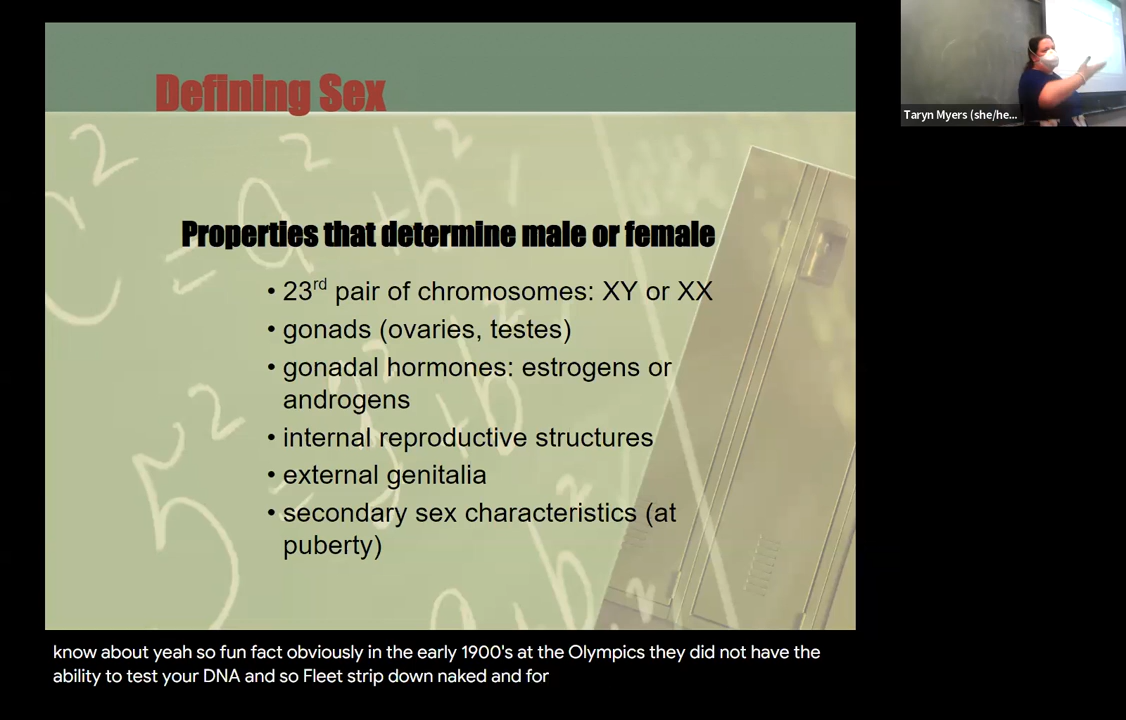 Defining Sex
Taryn Myers (she/he...
Properties that determine male or female
• 23rd pair of chromosomes: XY or XX
• gonads (ovaries, testes)
• gonadal hormones: estrogens or
androgens
• internal reproductive structures
• external genitalia
• secondary sex characteristics (at
puberty)
know about yeah so fun fact obviously in the early 1900's at the Olympics they did not have the
ability to test your DNA and so Fleet strip down naked and for